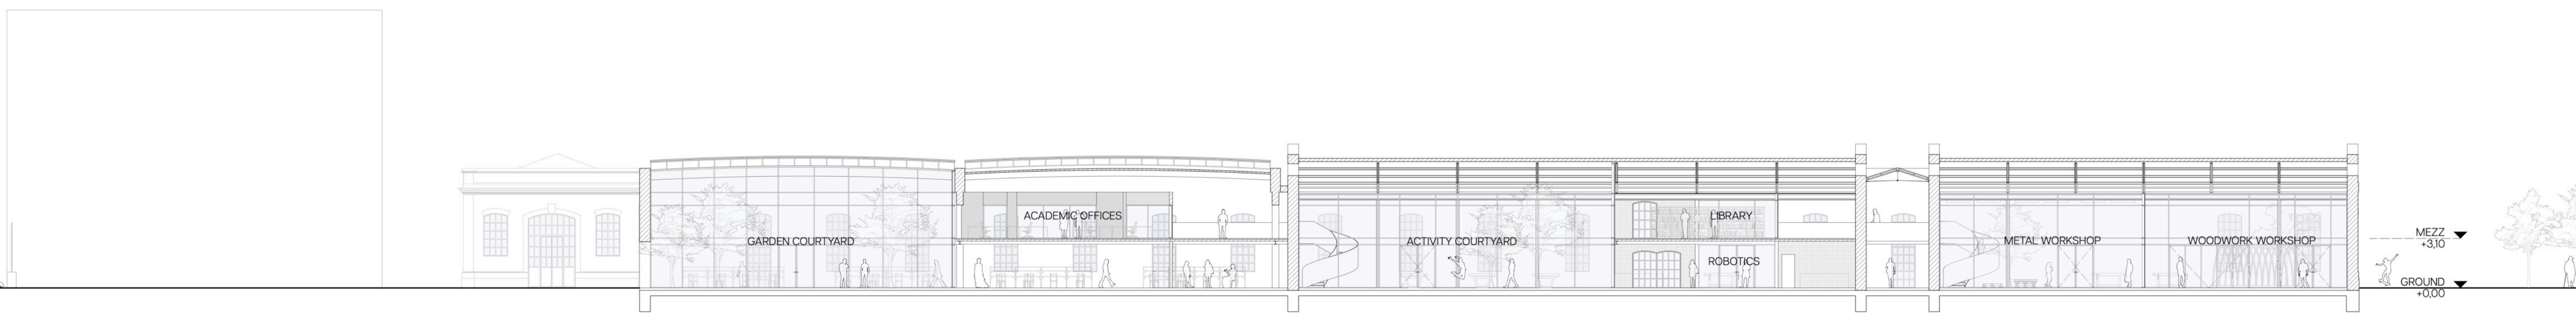 GARDEN COURTYARD
ACADEMIC OFFICES
ACTIVITY COURTYARD
LIBRARY
ROBOTICS
METAL WORKSHOP
WOODWORK WORKSHOP
MEZZ
+3,10
GROUND
+0,00